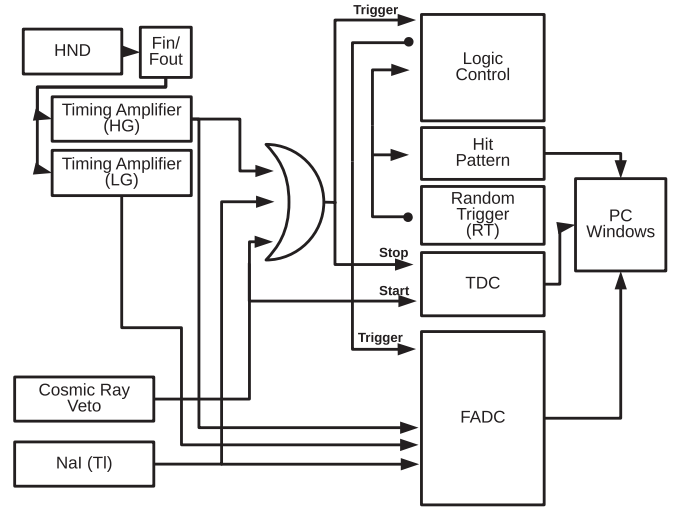 Trigger
HND
Fin/
Fout
Logic
Control
Timing Amplifier
(HG)
Timing Amplifier
(LG)
Hit
Pattern
Random
Trigger
(RT)
PC
Windows
Stop
TDC
Start
Trigger
Cosmic Ray
Veto
FADC
NaI (Tl)